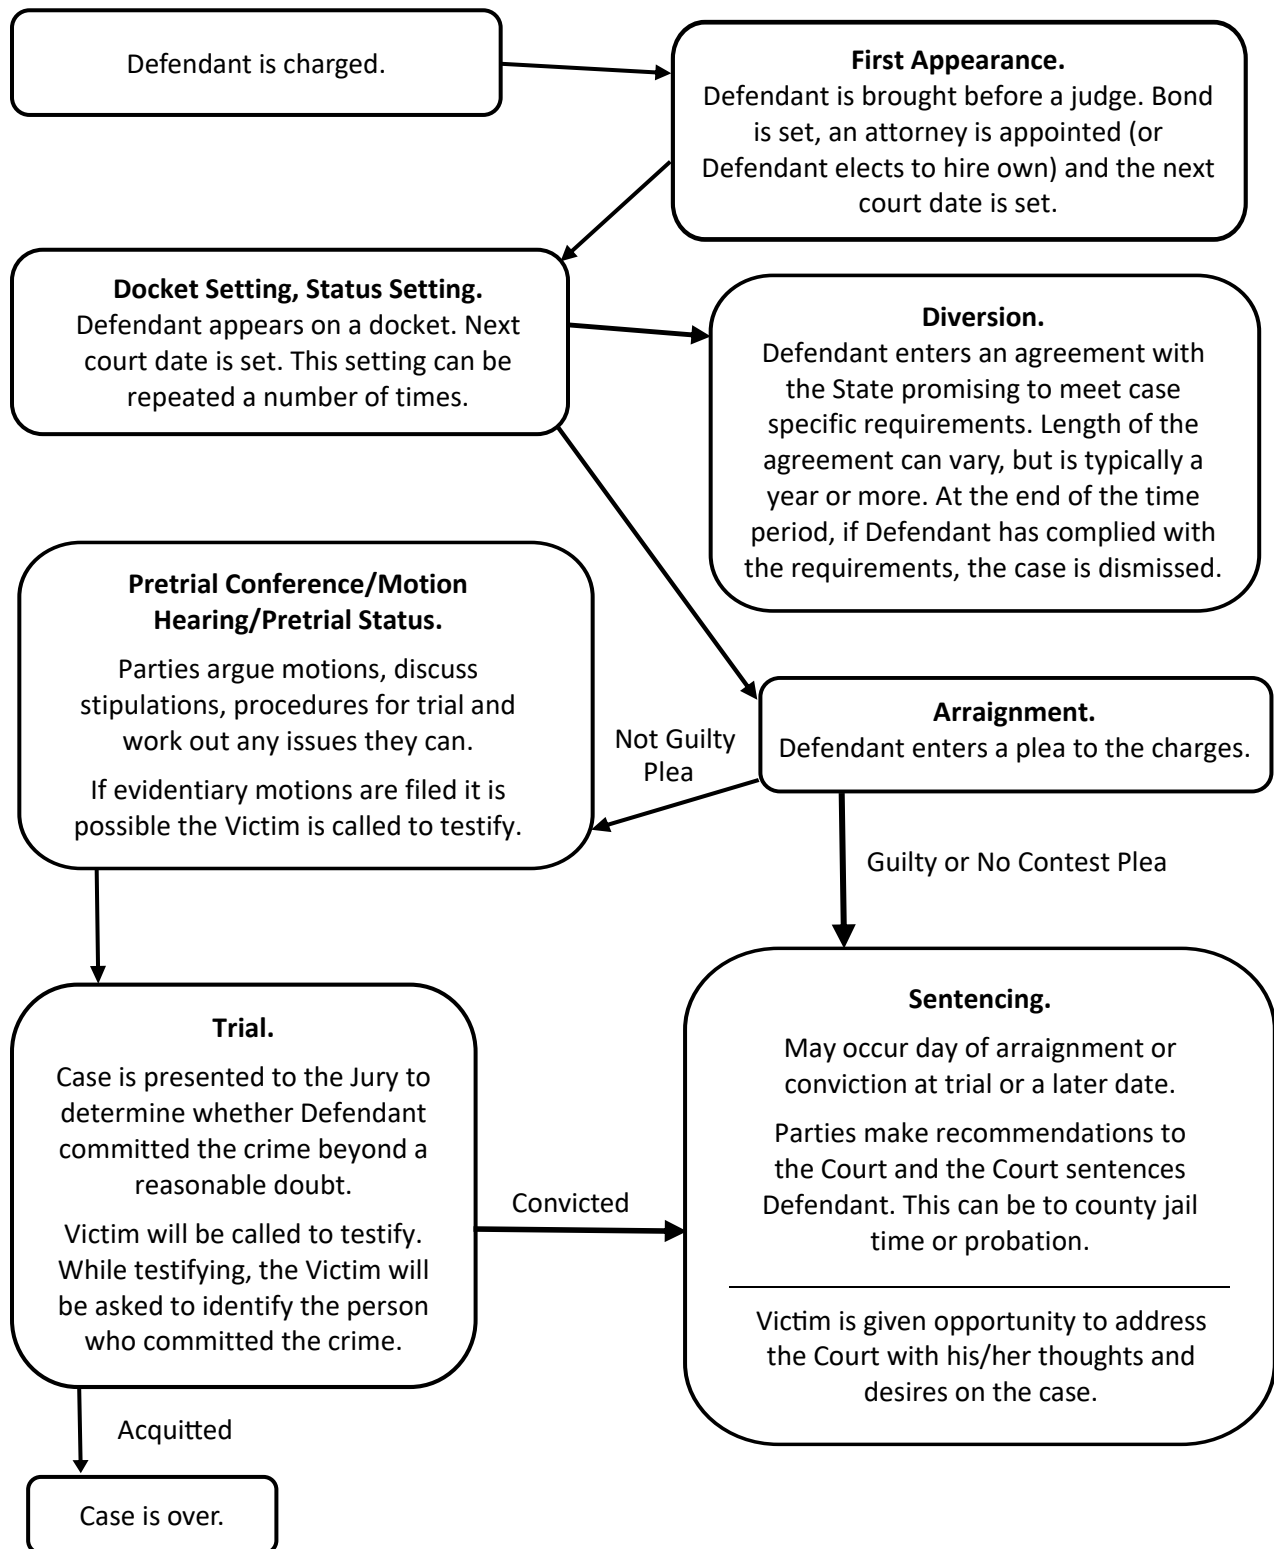 Defendant is charged.
First Appearance.
Defendant is brought before a judge. Bond
is set, an attorney is appointed (or
Defendant elects to hire own) and the next
court date is set.
Docket Setting, Status Setting.
Defendant appears on a docket. Next
court date is set. This setting can be
repeated a number of times.
Diversion.
Defendant enters an agreement with
the State promising to meet case
specific requirements. Length of the
agreement can vary, but is typically a
year or more. At the end of the time
period, if Defendant has complied with
the requirements, the case is dismissed.
Pretrial Conference/Motion
Hearing/Pretrial Status.
Parties argue motions, discuss
stipulations, procedures for trial and
work out any issues they can.
If evidentiary motions are filed it is
possible the Victim is called to testify.
Not Guilty
Plea
Arraignment.
Defendant enters a plea to the charges.
Guilty or No Contest Plea
Trial.
Case is presented to the Jury to
determine whether Defendant
committed the crime beyond a
reasonable doubt.
Victim will be called to testify.
While testifying, the Victim will
be asked to identify the person
who committed the crime.
Convicted
Sentencing.
May occur day of arraignment or
conviction at trial or a later date.
Parties make recommendations to
the Court and the Court sentences
Defendant. This can be to county jail
time or probation.
Victim is given opportunity to address
the Court with his/her thoughts and
desires on the case.
Acquitted
Case is over.